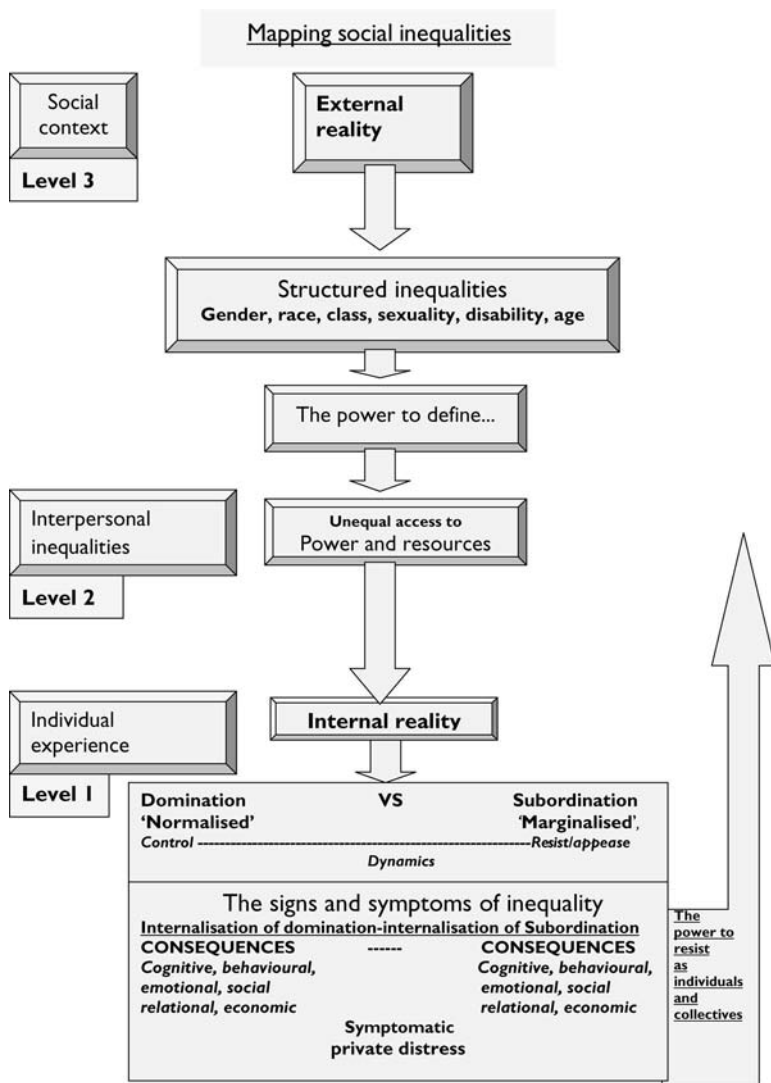 Mapping social inequalities
Social
context
Level 3
External
reality
Structured inequalities
Gender, race, class, sexuality, disability, age
The power to define...
Interpersonal
inequalities
Level 2
Unequal access to
Power and resources
Individual
experience
Level 1
Internal reality
Domination VS Subordination
'Normalised' 'Marginalised',
Control ------------------------------------------------------------Resist/appease
Dynamics
The signs and symptoms of inequality
Internalisation of domination-internalisation of Subordination
CONSEQUENCES ------ CONSEQUENCES
Cognitive, behavioural, Cognitive, behavioural,
emotional, social emotional, social
relational, economic relational, economic
Symptomatic
private distress
The
power to
resist
as
individuals
and
collectives